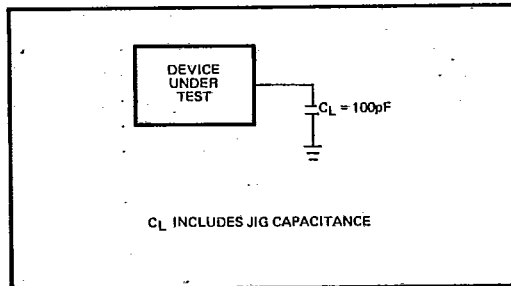 DEVICE
UNDER
TEST
CL = 100pF
CL INCLUDES JIG CAPACITANCE